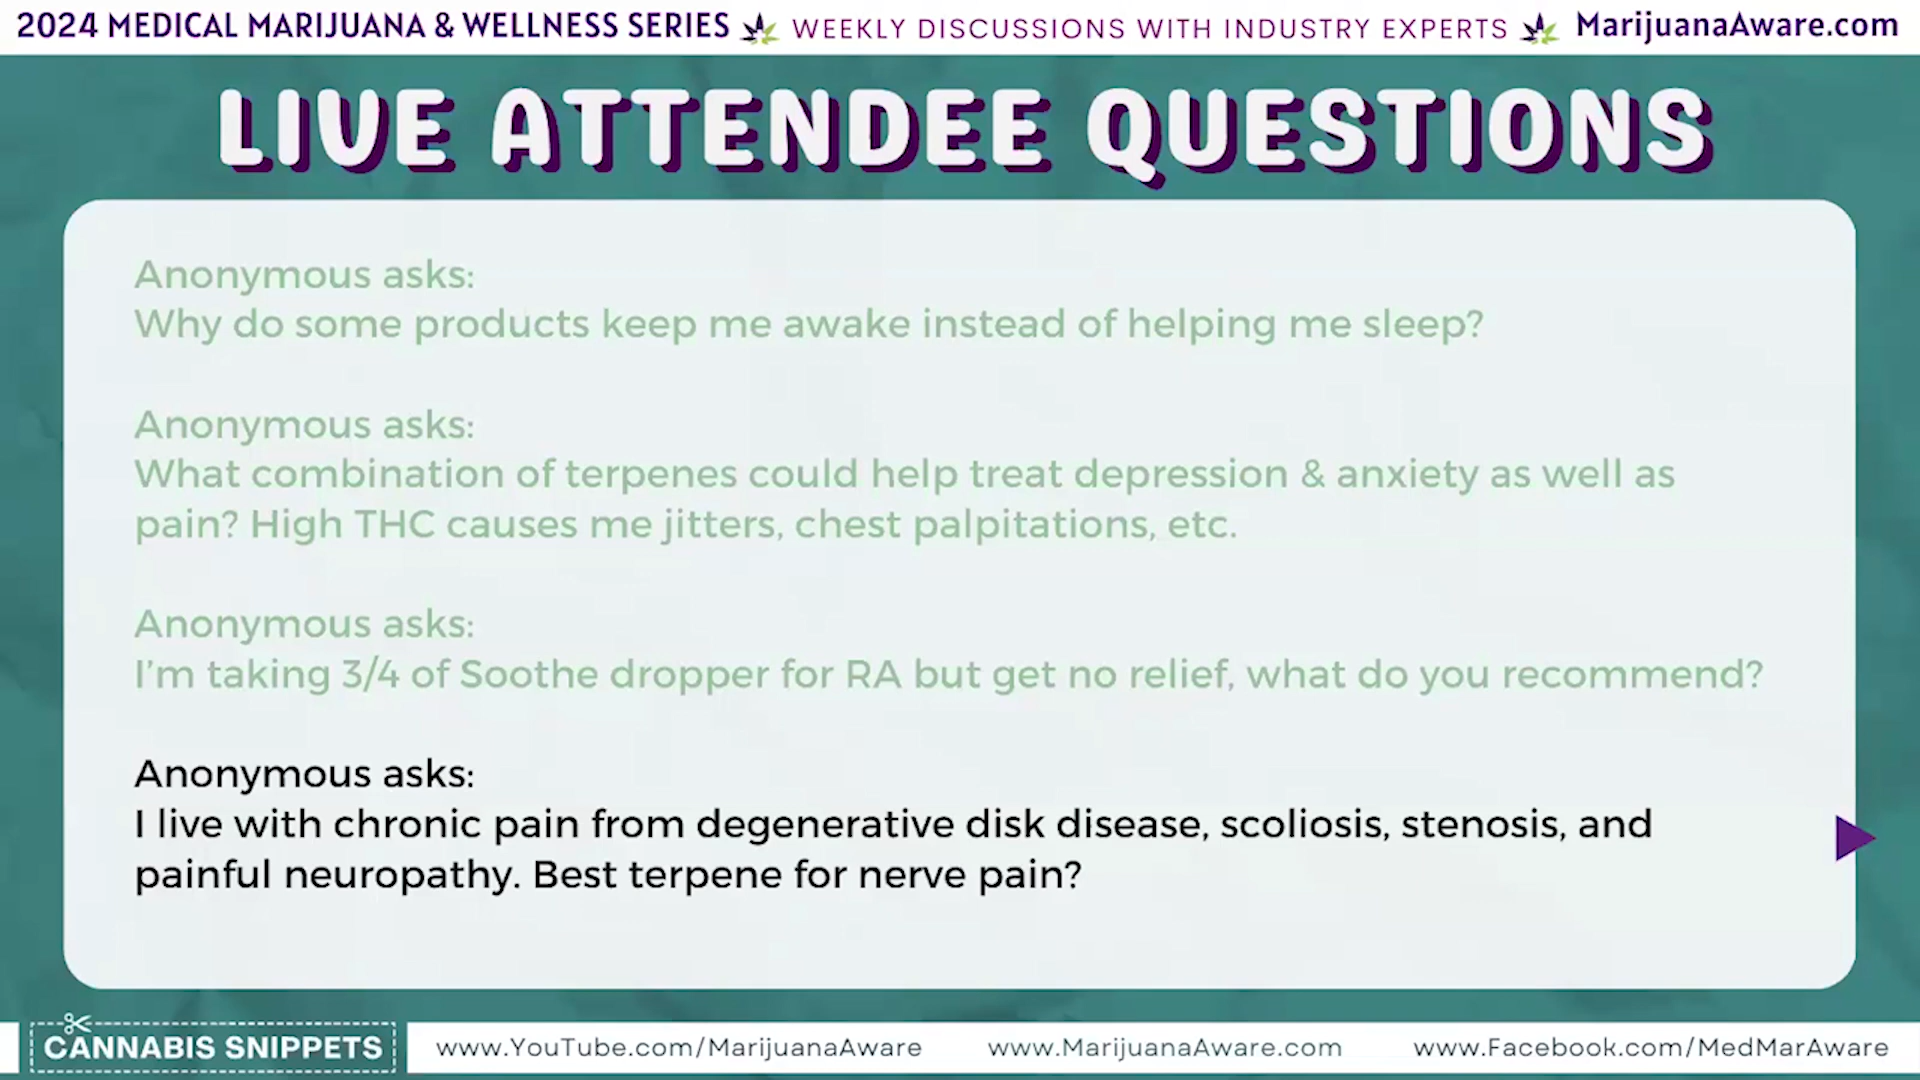 2024 MEDICAL MARIJUANA & WELLNESS SERIES WEEKLY DISCUSSIONS WITH INDUSTRY EXPERTS MarijuanaAware.com
LIVE ATTENDEE QUESTIONS
Anonymous asks:
Why do some products keep me awake instead of helping me sleep?
Anonymous asks:
What combination of terpenes could help treat depression & anxiety as well as
pain? High THC causes me jitters, chest palpitations, etc.
Anonymous asks:
I'm taking 3/4 of Soothe dropper for RA but get no relief, what do you recommend?
Anonymous asks:
I live with chronic pain from degenerative disk disease, scoliosis, stenosis, and
painful neuropathy. Best terpene for nerve pain?
CANNABIS SNIPPETS www.YouTube.com/MarijuanaAware www.MarijuanaAware.com www.Facebook.com/MedMarAware